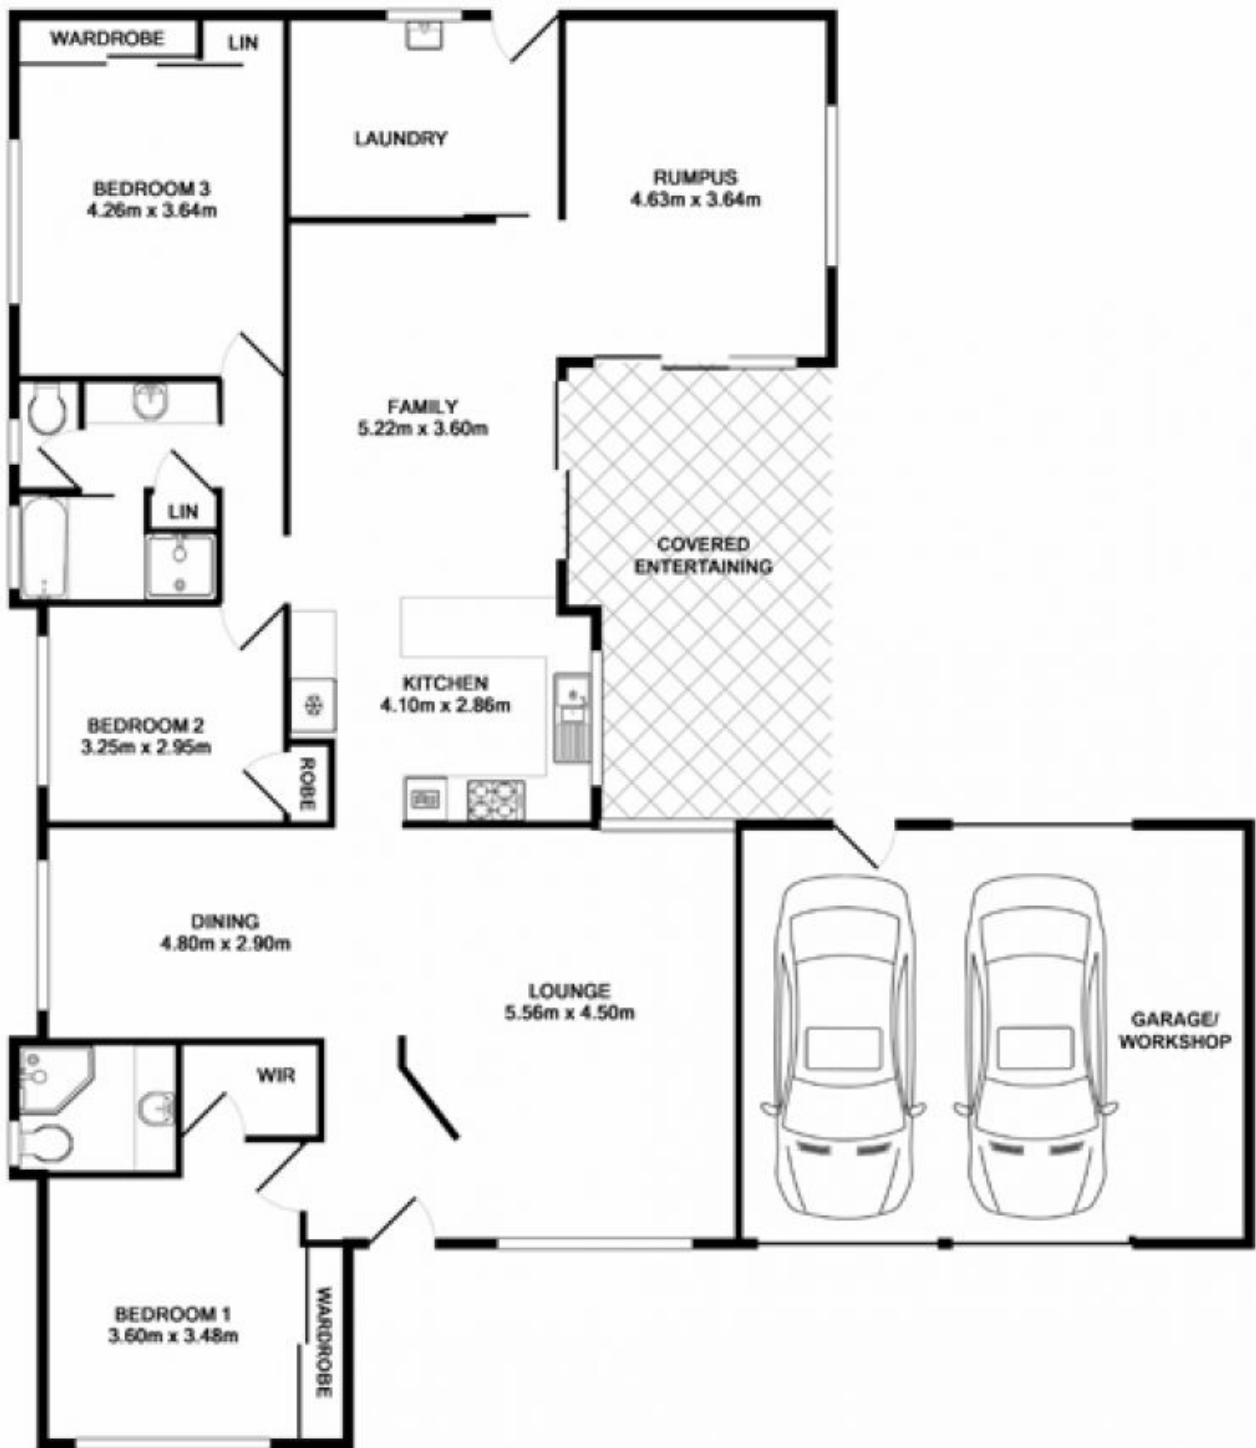 WARDROBE
LIN
LAUNDRY
BEDROOM 3
4.26m x 3.64m
RUMPUS
4.63m x 3.64m
FAMILY
5.22m x 3.60m
LIN
COVERED
ENTERTAINING
KITCHEN
4.10m x 2.86m
BEDROOM 2
3.25m x 2.95m
ROBE
DINING
4.80m x 2.90m
LOUNGE
5.56m x 4.50m
GARAGE/
WORKSHOP
WIR
BEDROOM 1
3.60m x 3.48m
WARDROBE